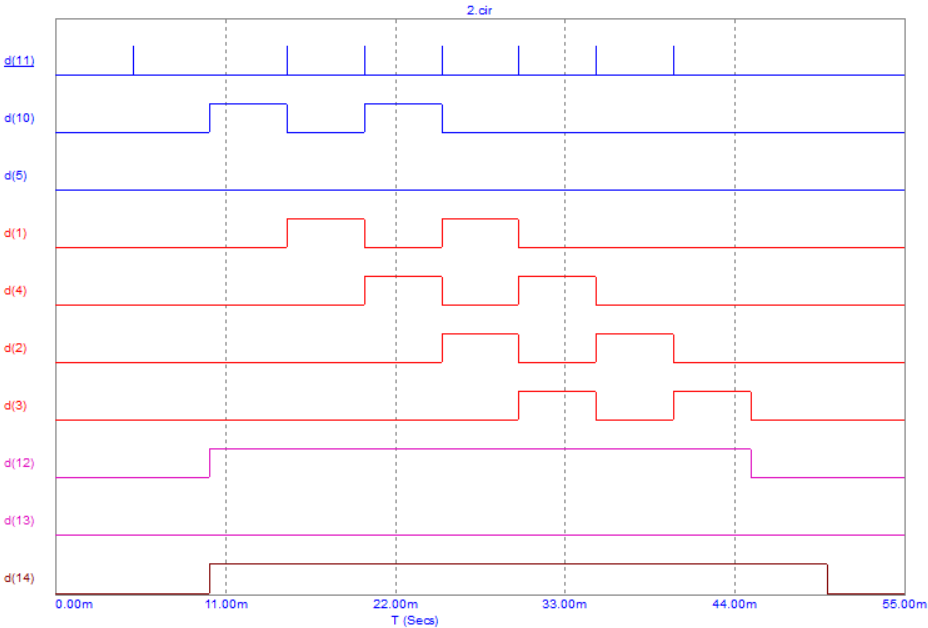 2.cir
d(11)
d(10)
d(5)
d(1)
d(4)
d(2)
d(3)
d(12)
d(13)
d(14)
0.00m 11.00m 22.00m 33.00m 44.00m 55.00m
T (Secs)